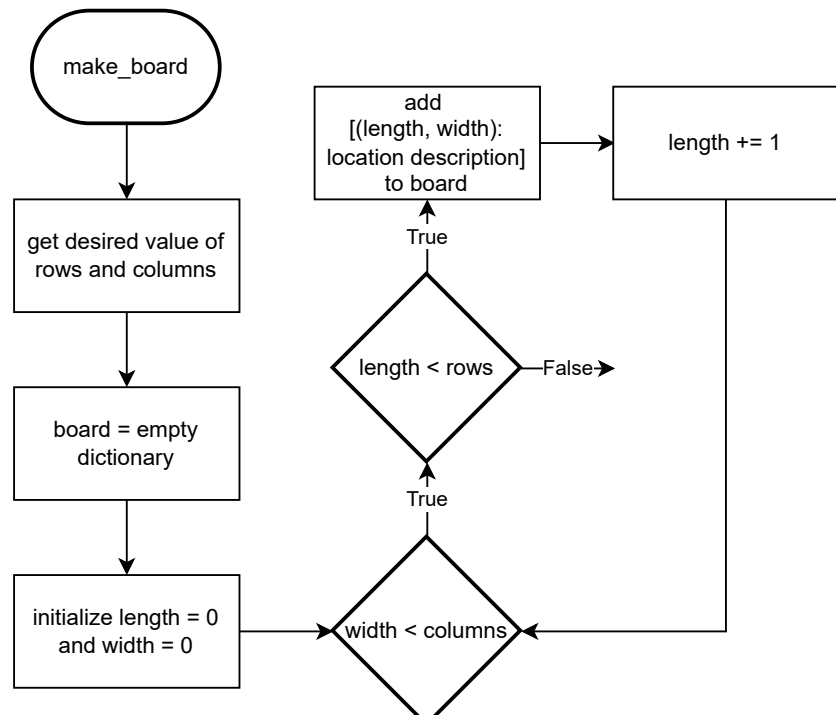 make_board
get desired value of
rows and columns
board = empty
dictionary
initialize length = 0
and width = 0
width < columns
True
length < rows
False
True
add
[(length, width):
location description]
to board
length += 1